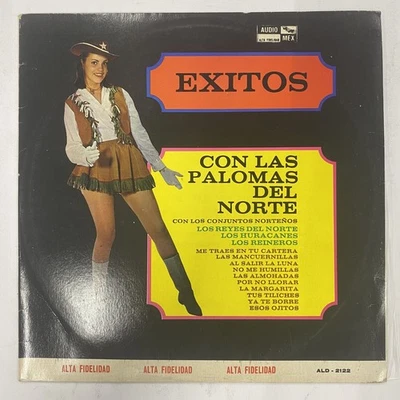 AUDIO MEX
ALTA FIDELIDAD
EXITOS
CON LAS
PALOMAS
DEL
NORTE
CON LOS CONJUNTOS NORTEÑOS
LOS REYES DEL NORTE
LOS HURACANES
LOS REINEROS
ME TRAES EN TU CARTERA
LAS MANCUERNILLAS
AL SALIR LA LUNA
NO ME HUMILLAS
LAS ALMOHADAS
POR NO LLORAR
LA MARGARITA
TUS TILICHES
YA TE BORRE
ESOS OJITOS
ALTA FIDELIDAD ALTA FIDELIDAD ALTA FIDELIDAD ALD - 2122